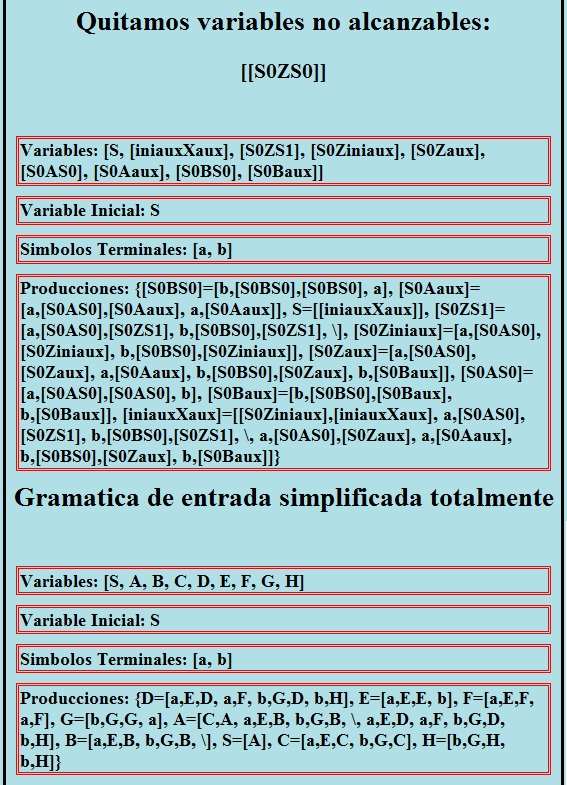 Quitamos variables no alcanzables:
[[S0ZS0]]
Variables: [S, [iniauxXaux], [S0ZS1], [S0Ziniaux], [S0Zaux],
[S0AS0], [S0Aaux], [S0BS0], [S0Baux]]
Variable Inicial: S
Simbolos Terminales: [a, b]
Producciones: {[S0BS0]=[b,[S0BS0],[S0BS0], a], [S0Aaux]=
[a,[S0AS0],[S0Aaux], a,[S0Aaux]], S=[[iniauxXaux]], [S0ZS1]=
[a,[S0AS0],[S0ZS1], b,[S0BS0],[S0ZS1], \], [S0Ziniaux]=[a,[S0AS0],
[S0Ziniaux], b,[S0BS0],[S0Ziniaux]], [S0Zaux]=[a,[S0AS0],
[S0Zaux], a,[S0Aaux], b,[S0BS0],[S0Zaux], b,[S0Baux]], [S0AS0]=
[a,[S0AS0],[S0AS0], b], [S0Baux]=[b,[S0BS0],[S0Baux],
b,[S0Baux]], [iniauxXaux]=[[S0Ziniaux],[iniauxXaux], a,[S0AS0],
[S0ZS1], b,[S0BS0],[S0ZS1], \, a,[S0AS0],[S0Zaux], a,[S0Aaux],
b,[S0BS0],[S0Zaux], b,[S0Baux]]}
Gramatica de entrada simplificada totalmente
Variables: [S, A, B, C, D, E, F, G, H]
Variable Inicial: S
Simbolos Terminales: [a, b]
Producciones: {D=[a,E,D, a,F, b,G,D, b,H], E=[a,E,E, b], F=[a,E,F,
a,F], G=[b,G,G, a], A=[C,A, a,E,B, b,G,B, \, a,E,D, a,F, b,G,D,
b,H], B=[a,E,B, b,G,B, \], S=[A], C=[a,E,C, b,G,C], H=[b,G,H,
b,H]}